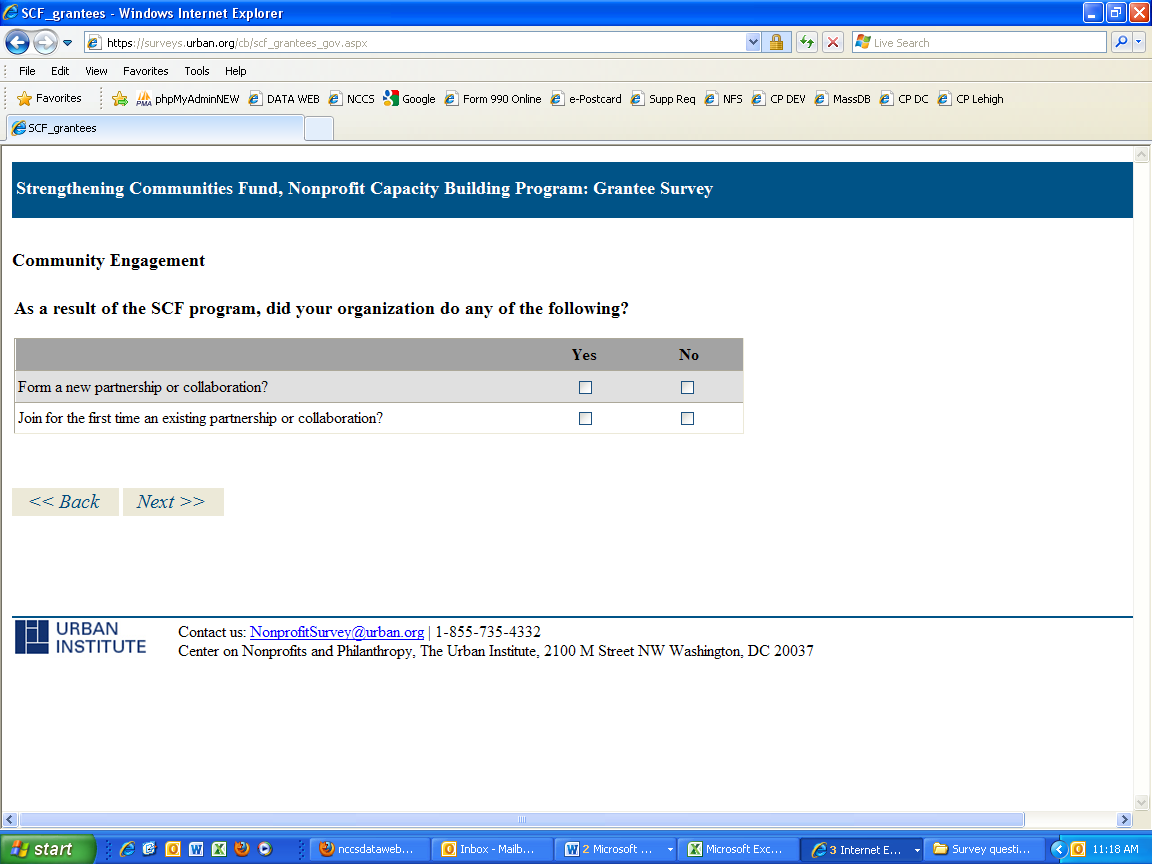 SCF_grantees - Windows Internet Explorer
https://surveys.urban.org/cb/scf_grantees_gov.aspx
Live Search
File Edit View Favorites Tools Help
Favorites phpMyAdminNEW DATA WEB NCCS Google Form 990 Online e-Postcard Supp Req NFS CP DEV MassDB CP DC CP Lehigh
SCF_grantees
Strengthening Communities Fund, Nonprofit Capacity Building Program: Grantee Survey
Community Engagement
As a result of the SCF program, did your organization do any of the following?
Yes No
Form a new partnership or collaboration?
Join for the first time an existing partnership or collaboration?
<< Back Next >>
URBAN INSTITUTE
Contact us: NonprofitSurvey@urban.org | 1-855-735-4332
Center on Nonprofits and Philanthropy, The Urban Institute, 2100 M Street NW Washington, DC 20037
start nccsdataweb... Inbox - Mailb... 2 Microsoft ... Microsoft Exc... 3 Internet E... Survey questi... 11:18 AM